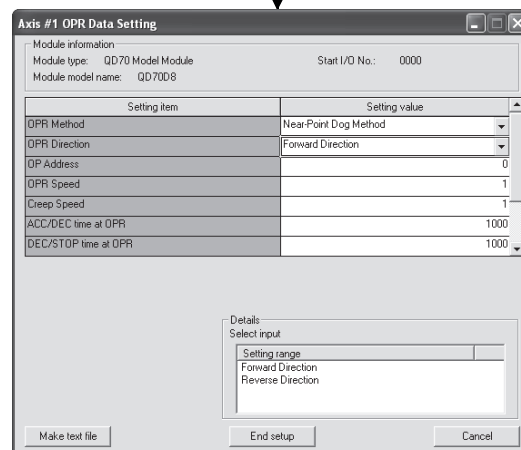 Axis #1 OPR Data Setting
Module information
Module type: QD70 Model Module Start I/O No.: 0000
Module model name: QD70D8
Setting item Setting value
OPR Method Near-Point Dog Method
OPR Direction Forward Direction
OP Address 0
OPR Speed 1
Creep Speed 1
ACC/DEC time at OPR 1000
DEC/STOP time at OPR 1000
Details
Select input
Setting range
Forward Direction
Reverse Direction
Make text file End setup Cancel